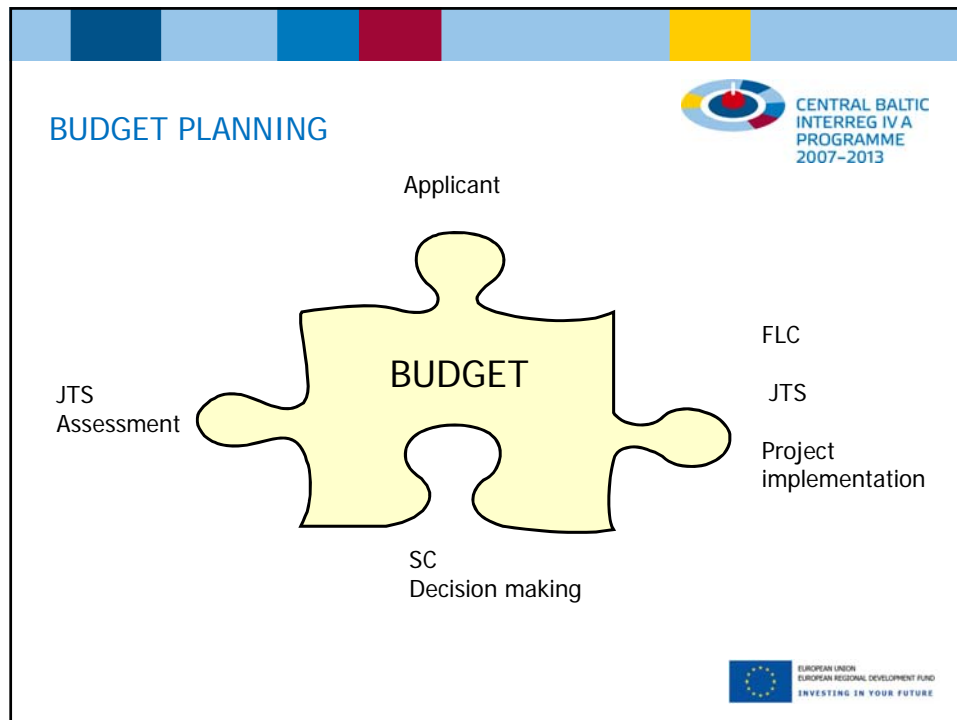 BUDGET PLANNING
CENTRAL BALTIC
INTERREG IV A
PROGRAMME
2007–2013
Applicant
BUDGET
JTS
Assessment
FLC
JTS
Project
implementation
SC
Decision making
EUROPEAN UNION
EUROPEAN REGIONAL DEVELOPMENT FUND
INVESTING IN YOUR FUTURE